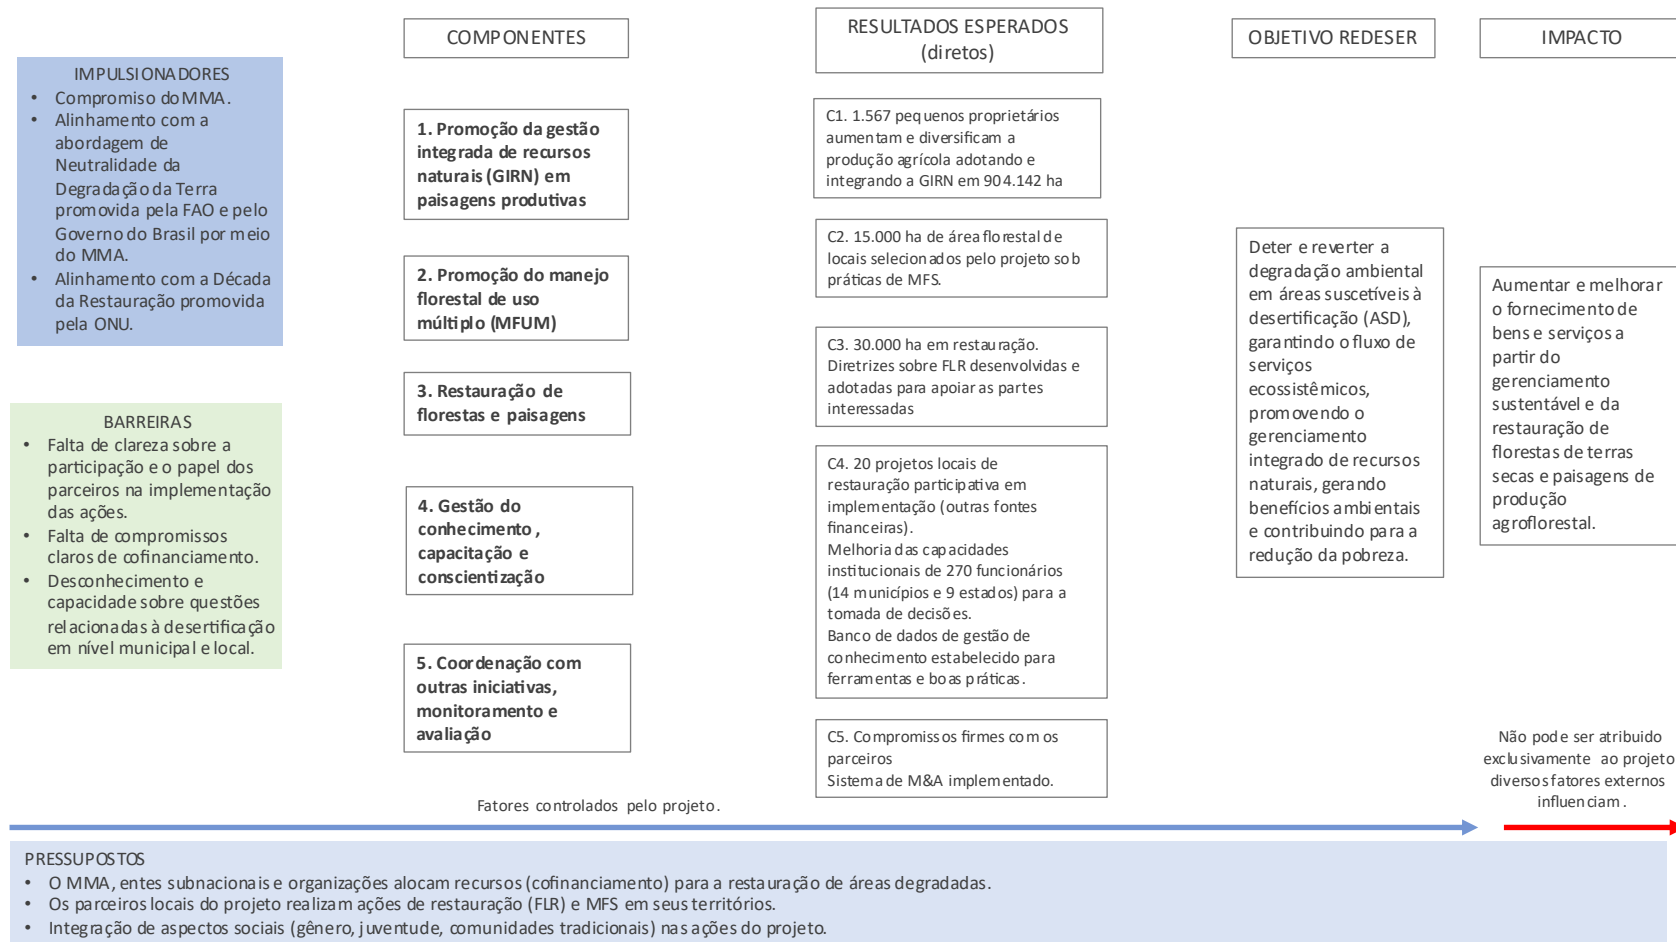 COMPONENTES
RESULTADOS ESPERADOS
(diretos)
OBJETIVO REDESER
IMPACTO
IMPULSIONADORES
• Compromiso do MMA.
• Alinhamento com a
abordagem de
Neutralidade da
Degradação da Terra
promovida pela FAO e pelo
Governo do Brasil por meio
do MMA.
• Alinhamento com a Década
da Restauração promovida
pela ONU.
BARREIRAS
• Falta de clareza sobre a
participação e o papel dos
parceiros na implementação
das ações.
• Falta de compromissos
claros de cofinanciamento.
• Desconhecimento e
capacidade sobre questões
relacionadas à desertificação
em nível municipal e local.
1. Promoção da gestão
integrada de recursos
naturais (GIRN) em
paisagens produtivas
2. Promoção do manejo
florestal de uso
múltiplo (MFUM)
3. Restauração de
florestas e paisagens
4. Gestão do
conhecimento,
capacitação e
conscientização
5. Coordenação com
outras iniciativas,
monitoramento e
avaliação
C1. 1.567 pequenos proprietários
aumentam e diversificam a
produção agrícola adotando e
integrando a GIRN em 904.142 ha
C2. 15.000 ha de área florestal de
locais selecionados pelo projeto sob
práticas de MFS.
C3. 30.000 ha em restauração.
Diretrizes sobre FLR desenvolvidas e
adotadas para apoiar as partes
interessadas
C4. 20 projetos locais de
restauração participativa em
implementação (outras fontes
financeiras).
Melhoria das capacidades
institucionais de 270 funcionários
(14 municípios e 9 estados) para a
tomada de decisões.
Banco de dados de gestão de
conhecimento estabelecido para
ferramentas e boas práticas.
C5. Compromissos firmes com os
parceiros
Sistema de M&A implementado.
Deter e reverter a
degradação ambiental
em áreas suscetíveis à
desertificação (ASD),
garantindo o fluxo de
serviços
ecossistêmicos,
promovendo o
gerenciamento
integrado de recursos
naturais, gerando
benefícios ambientais
e contribuindo para a
redução da pobreza.
Aumentar e melhorar
o fornecimento de
bens e serviços a
partir do
gerenciamento
sustentável e da
restauração de
florestas de terras
secas e paisagens de
produção
agroflorestal.
Não pode ser atribuido
exclusivamente ao projeto
diversos fatores externos
influenciam.
Fatores controlados pelo projeto.
PRESSUPOSTOS
• O MMA, entes subnacionais e organizações alocam recursos (cofinanciamento) para a restauração de áreas degradadas.
• Os parceiros locais do projeto realizam ações de restauração (FLR) e MFS em seus territórios.
• Integração de aspectos sociais (gênero, juventude, comunidades tradicionais) nas ações do projeto.